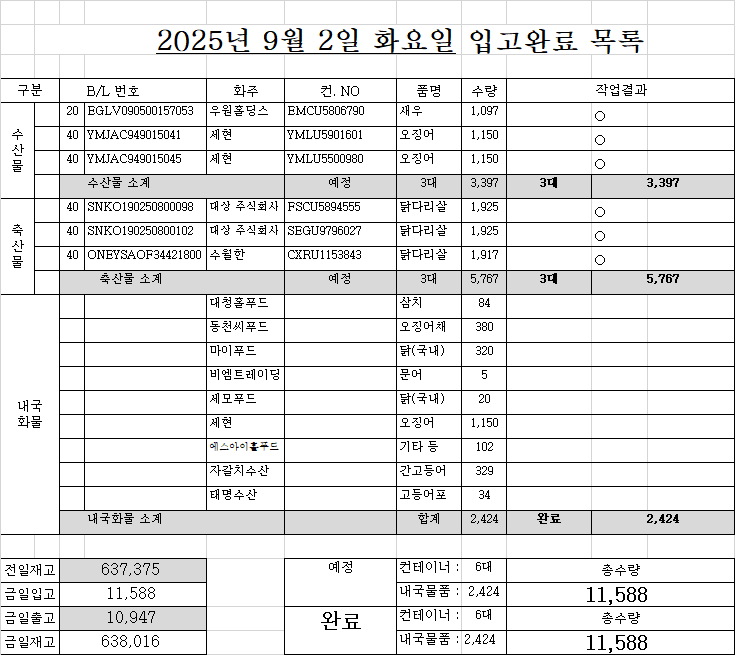 2025년 9월 2일 화요일 입고완료 목록
구분 B/L 번호 화주 컨. NO 품명 수량 작업결과
수산물
20 EGLV090500157053 우원홀딩스 EMCU5806790 새우 1,097 ○
40 YMJAC949015041 세현 YMLU5901601 오징어 1,150 ○
40 YMJAC949015045 세현 YMLU5500980 오징어 1,150 ○
수산물 소계 예정 3대 3,397 3대 3,397
축산물
40 SNKO190250800098 대상 주식회사 FSCU5894555 닭다리살 1,925 ○
40 SNKO190250800102 대상 주식회사 SEGU9796027 닭다리살 1,925 ○
40 ONEYSAOF34421800 수월한 CXRU1153843 닭다리살 1,917 ○
축산물 소계 예정 3대 5,767 3대 5,767
내국화물
대청홀푸드 삼치 84
동천씨푸드 오징어채 380
마이푸드 닭(국내) 320
비엠트레이딩 문어 5
세모푸드 닭(국내) 20
세현 오징어 1,150
에스아이홀푸드 기타 등 102
자갈치수산 간고등어 329
태명수산 고등어포 34
내국화물 소계 합계 2,424 완료 2,424
전일재고 637,375 예정 컨테이너 : 6대 총수량
금일입고 11,588 내국물품 : 2,424 11,588
금일출고 10,947 완료 컨테이너 : 6대 총수량
금일재고 638,016 내국물품 : 2,424 11,588